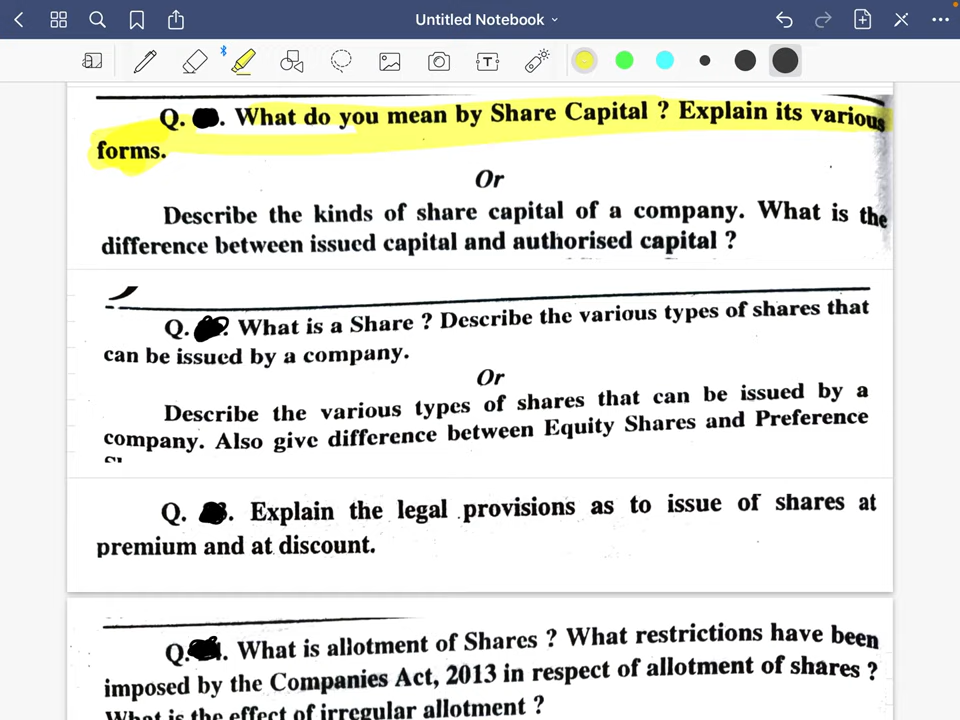 Untitled Notebook
Q. . What do you mean by Share Capital ? Explain its various
forms.
Or
Describe the kinds of share capital of a company. What is the
difference between issued capital and authorised capital ?
Q. What is a Share ? Describe the various types of shares that
can be issued by a company.
Or
Describe the various types of shares that can be issued by a
company. Also give difference between Equity Shares and Preference
Q. . Explain the legal provisions as to issue of shares at
premium and at discount.
Q. . What is allotment of Shares ? What restrictions have been
imposed by the Companies Act, 2013 in respect of allotment of shares ?
What is the effect of irregular allotment ?